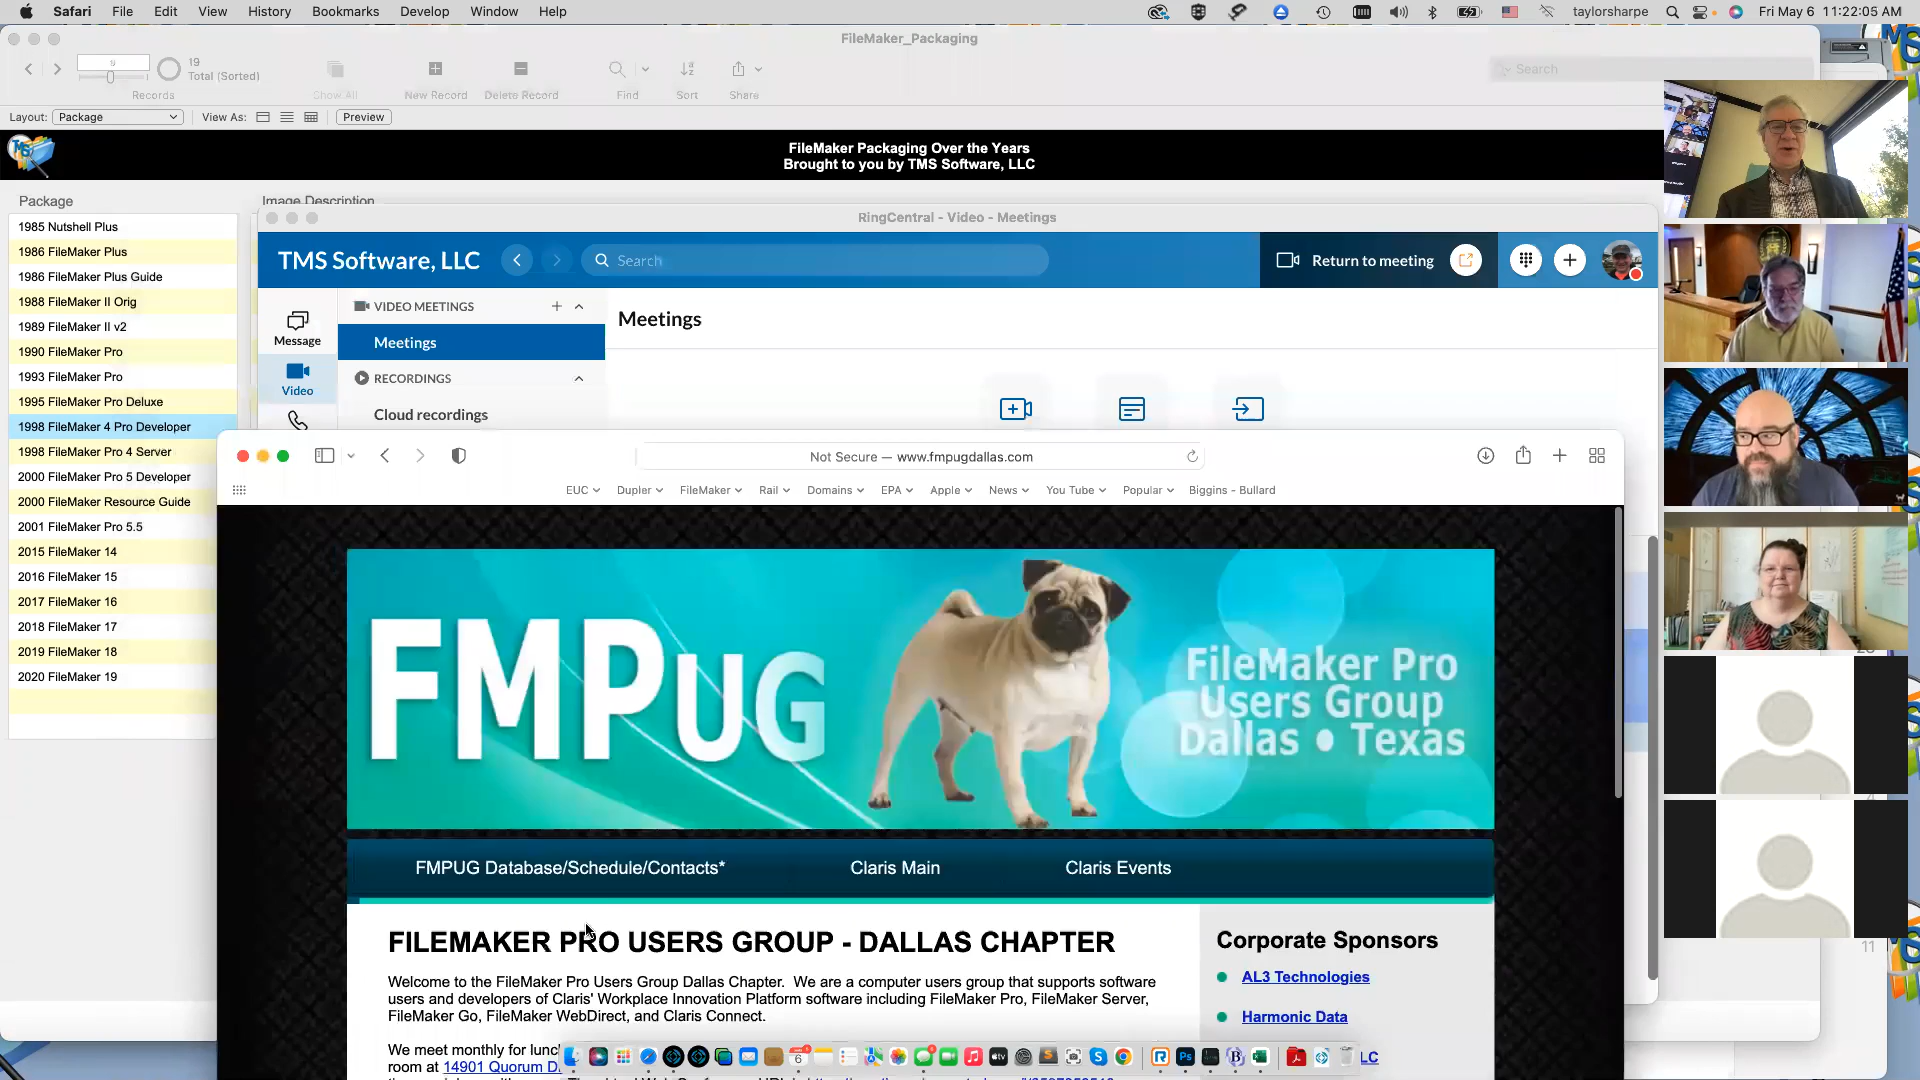 Safari File Edit View History Bookmarks Develop Window Help
taylorsharpe Fri May 6 11:22:05 AM
FileMaker_Packaging
19
Total (Sorted)
Records
Show All
New Record
Delete Record
Find
Sort
Share
Search
Layout: Package View As: Preview
FileMaker Packaging Over the Years
Brought to you by TMS Software, LLC
Package
Image Description
1985 Nutshell Plus
1986 FileMaker Plus
1986 FileMaker Plus Guide
1988 FileMaker II Orig
1989 FileMaker II v2
1990 FileMaker Pro
1993 FileMaker Pro
1995 FileMaker Pro Deluxe
1998 FileMaker 4 Pro Developer
1998 FileMaker Pro 4 Server
2000 FileMaker Pro 5 Developer
2000 FileMaker Resource Guide
2001 FileMaker Pro 5.5
2015 FileMaker 14
2016 FileMaker 15
2017 FileMaker 16
2018 FileMaker 17
2019 FileMaker 18
2020 FileMaker 19
RingCentral - Video - Meetings
TMS Software, LLC
Search
Return to meeting
Message
Video
VIDEO MEETINGS
Meetings
RECORDINGS
Cloud recordings
Meetings
Not Secure — www.fmpugdallas.com
EUC Dupler FileMaker Rail Domains EPA Apple News You Tube Popular Biggins - Bullard
FMPUG
FileMaker Pro
Users Group
Dallas • Texas
FMPUG Database/Schedule/Contacts* Claris Main Claris Events
FILEMAKER PRO USERS GROUP - DALLAS CHAPTER
Welcome to the FileMaker Pro Users Group Dallas Chapter. We are a computer users group that supports software
users and developers of Claris' Workplace Innovation Platform software including FileMaker Pro, FileMaker Server,
FileMaker Go, FileMaker WebDirect, and Claris Connect.
We meet monthly for lunc
room at 14901 Quorum D
Corporate Sponsors
AL3 Technologies
Harmonic Data
LC
11